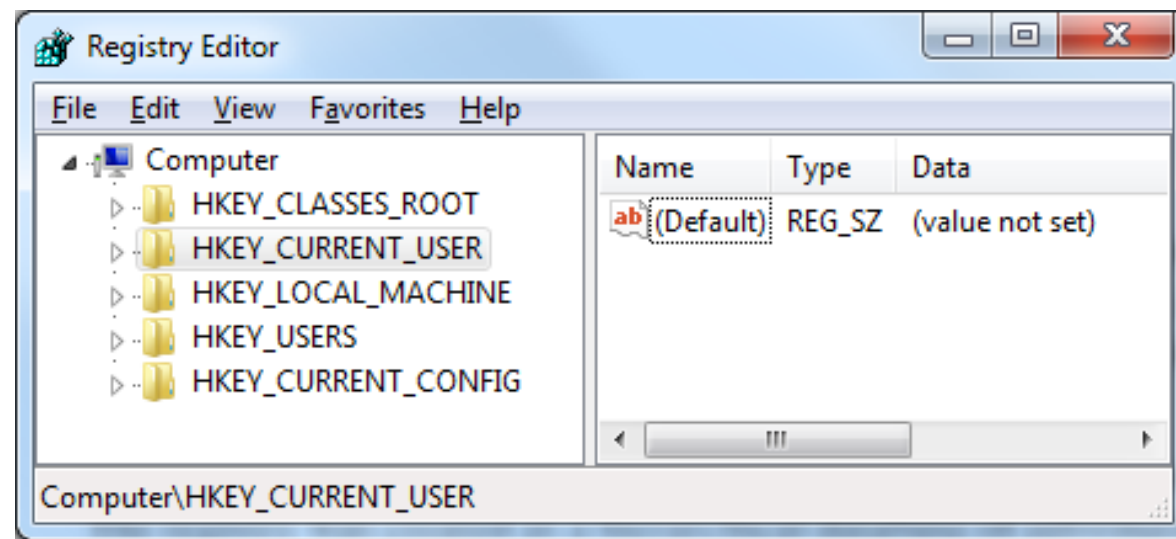 Registry Editor
File Edit View Favorites Help
Computer
HKEY_CLASSES_ROOT
HKEY_CURRENT_USER
HKEY_LOCAL_MACHINE
HKEY_USERS
HKEY_CURRENT_CONFIG
Name Type Data
ab (Default) REG_SZ (value not set)
Computer\HKEY_CURRENT_USER